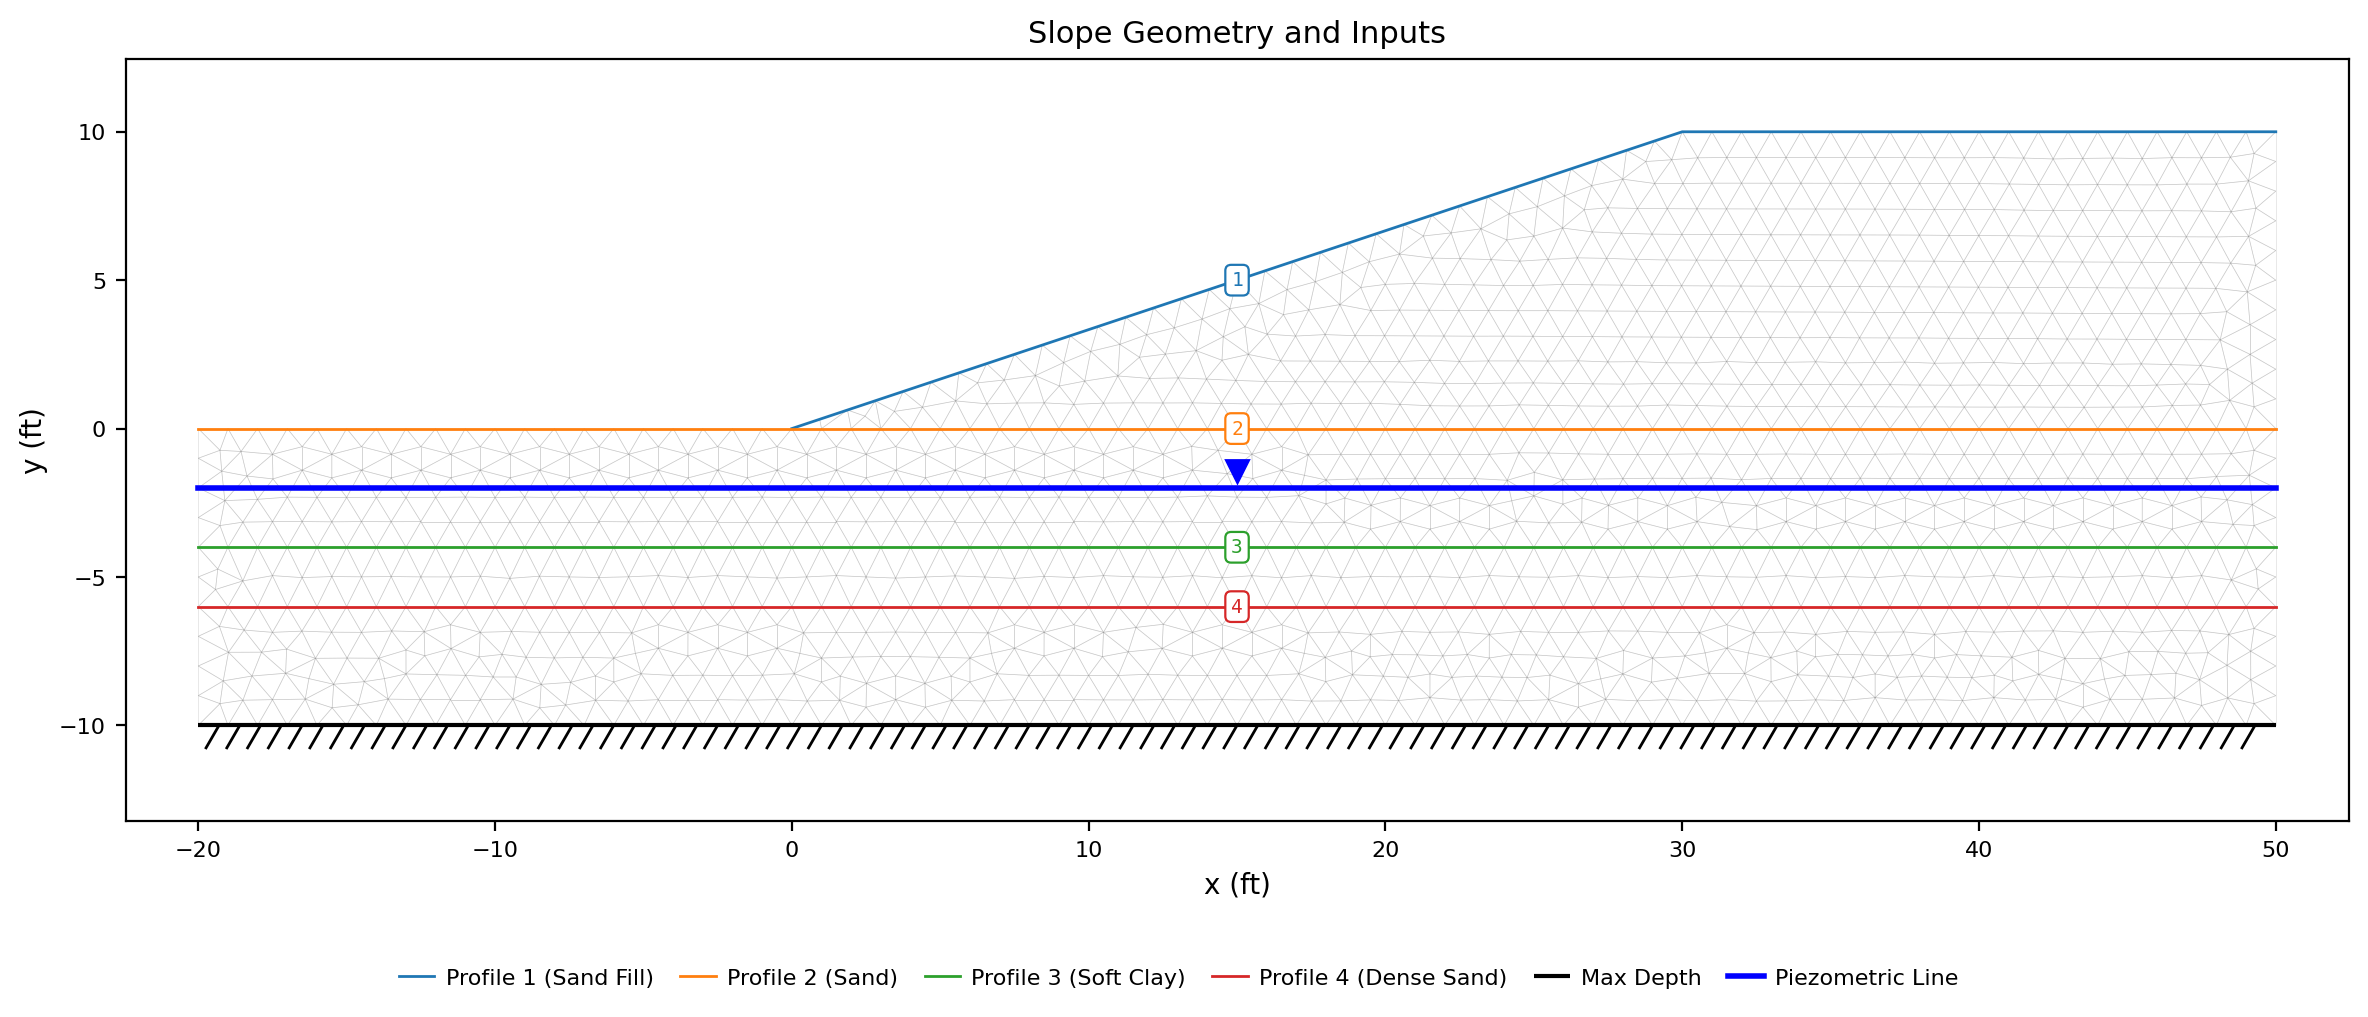 Slope Geometry and Inputs
y (ft)
10
5
0
−5
−10
1
2
3
4
−20
−10
0
10
20
30
40
50
x (ft)
Profile 1 (Sand Fill)
Profile 2 (Sand)
Profile 3 (Soft Clay)
Profile 4 (Dense Sand)
Max Depth
Piezometric Line